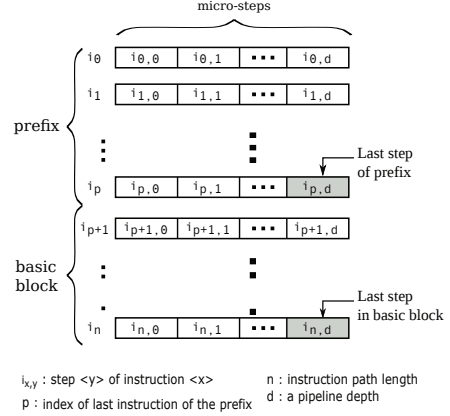 micro-steps
i0 i0,0 i0,1 ▪▪▪ i0,d
i1 i1,0 i1,1 ▪▪▪ i1,d
prefix
Last step
of prefix
ip ip,0 ip,1 ▪▪▪ ip,d
ip+1 ip+1,0 ip+1,1 ▪▪▪ ip+1,d
basic
block
Last step
in basic block
in in,0 in,1 ▪▪▪ in,d
ix,y : step <y> of instruction <x>
p : index of last instruction of the prefix
n : instruction path length
d : a pipeline depth